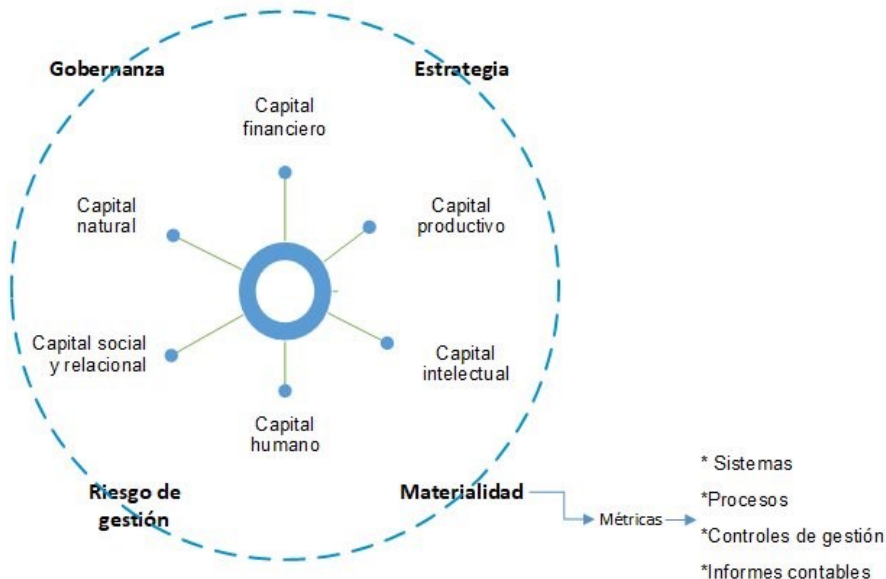 Gobernanza
Estrategia
Capital
financiero
Capital
natural
Capital
productivo
Capital social
y relacional
Capital
intelectual
Capital
humano
Riesgo de
gestión
Materialidad
Métricas
* Sistemas
*Procesos
*Controles de gestión
*Informes contables